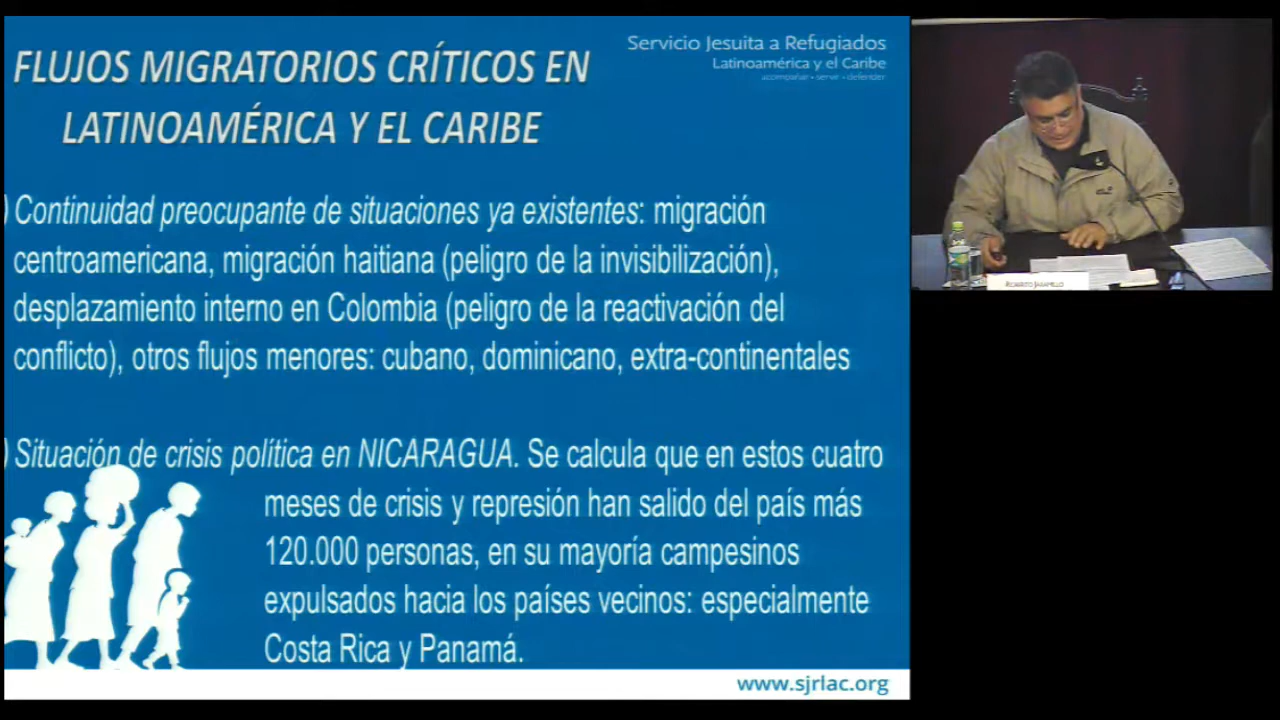 FLUJOS MIGRATORIOS CRÍTICOS EN
LATINOAMÉRICA Y EL CARIBE
Servicio Jesuita a Refugiados
Latinoamérica y el Caribe
acompañar • servir • defender
) Continuidad preocupante de situaciones ya existentes: migración
centroamericana, migración haitiana (peligro de la invisibilización),
desplazamiento interno en Colombia (peligro de la reactivación del
conflicto), otros flujos menores: cubano, dominicano, extra-continentales
) Situación de crisis política en NICARAGUA. Se calcula que en estos cuatro
meses de crisis y represión han salido del país más
120.000 personas, en su mayoría campesinos
expulsados hacia los países vecinos: especialmente
Costa Rica y Panamá.
www.sjrlac.org
ROBERTO JARAMILLO